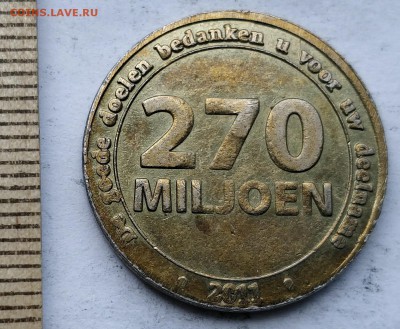 COINS.LAVE.RU
De goede doelen bedanken u voor uw deelname
270
MILJOEN
2011